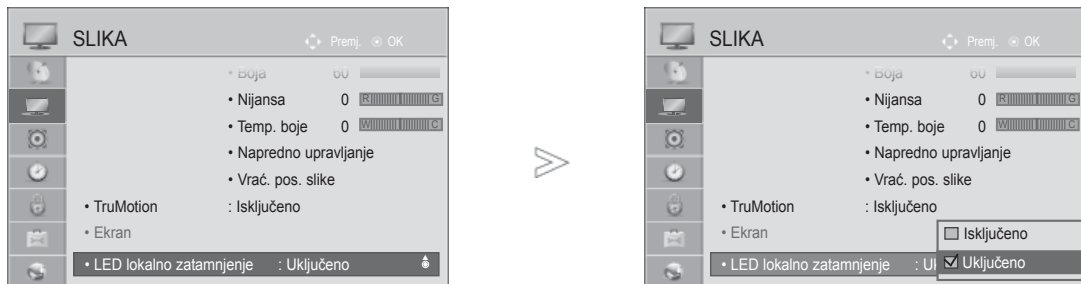 SLIKA Premj. OK
• Boja 60
• Nijansa 0 R G
• Temp. boje 0 W C
• Napredno upravljanje
• Vrać. pos. slike
• TruMotion : Isključeno
• Ekran
• LED lokalno zatamnjenje : Uključeno
SLIKA Premj. OK
• Boja 60
• Nijansa 0 R G
• Temp. boje 0 W C
• Napredno upravljanje
• Vrać. pos. slike
• TruMotion : Isključeno
• Ekran
Isključeno
• LED lokalno zatamnjenje : Uk
Uključeno